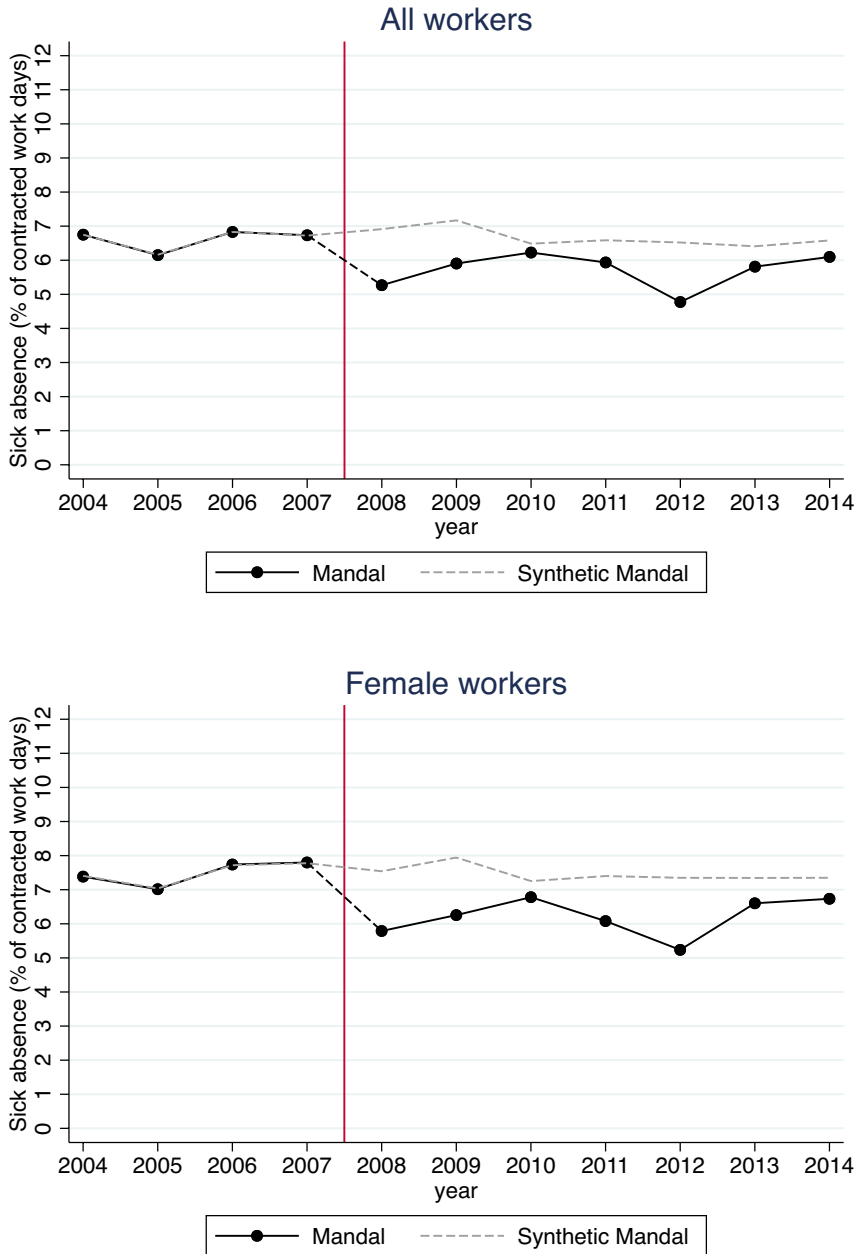 All workers
Sick absence (% of contracted work days)
12
11
10
9
8
7
6
5
4
3
2
1
0
2004 2005 2006 2007 2008 2009 2010 2011 2012 2013 2014
year
Mandal Synthetic Mandal
Female workers
Sick absence (% of contracted work days)
12
11
10
9
8
7
6
5
4
3
2
1
0
2004 2005 2006 2007 2008 2009 2010 2011 2012 2013 2014
year
Mandal Synthetic Mandal